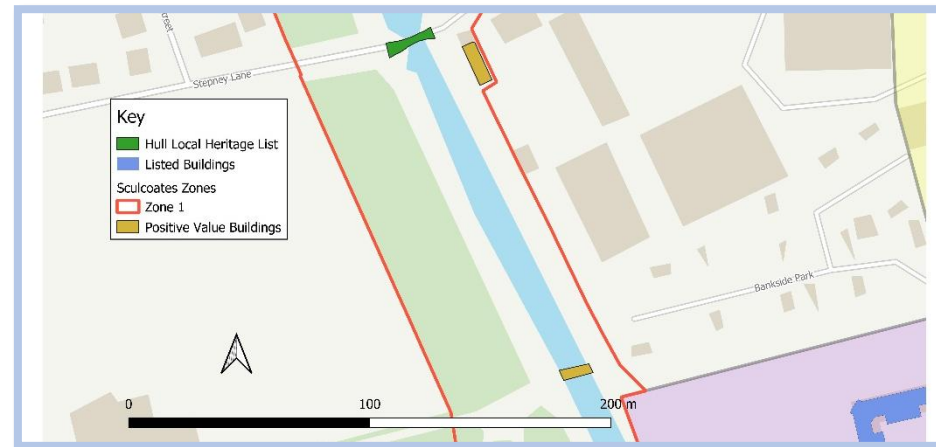 reet
Stepney Lane
Key
Hull Local Heritage List
Listed Buildings
Sculcoates Zones
Zone 1
Positive Value Buildings
Bankside Park
0 100 200 m